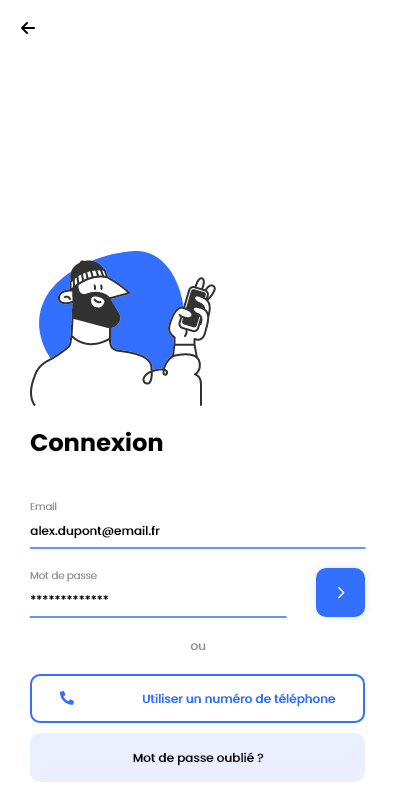 Connexion
Email
alex.dupont@email.fr
Mot de passe
*************
ou
Utiliser un numéro de téléphone
Mot de passe oublié ?